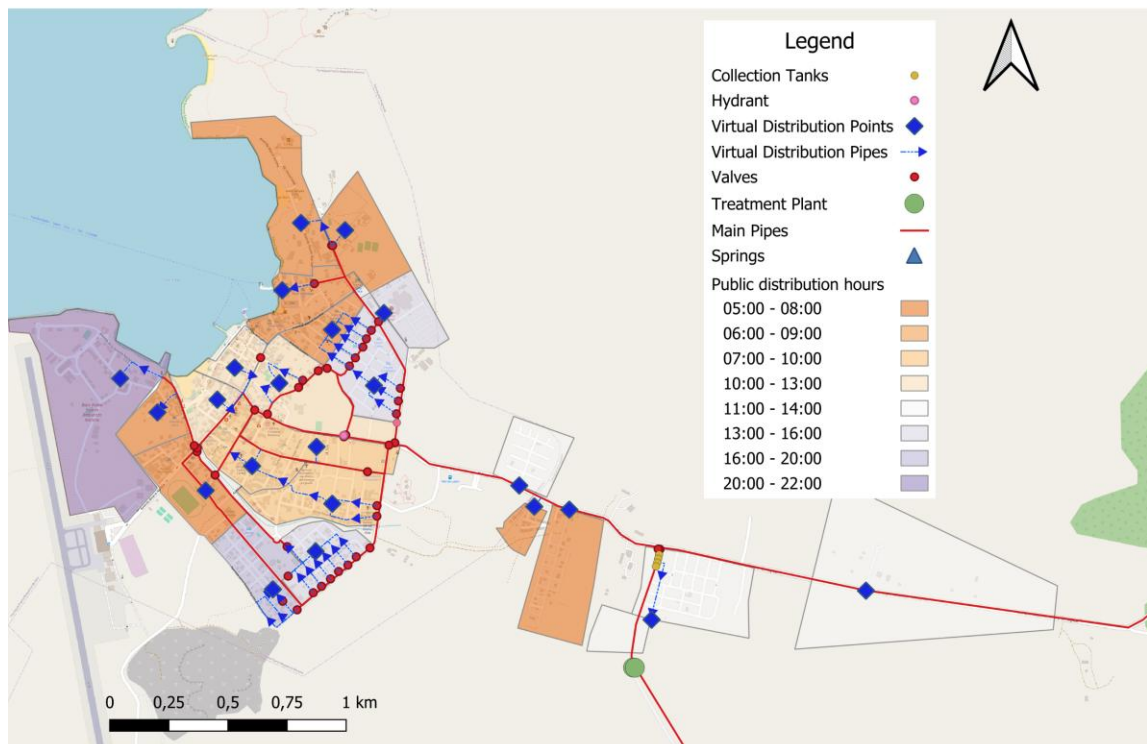 Legend
Collection Tanks
Hydrant
Virtual Distribution Points
Virtual Distribution Pipes
Valves
Treatment Plant
Main Pipes
Springs
Public distribution hours
05:00 - 08:00
06:00 - 09:00
07:00 - 10:00
10:00 - 13:00
11:00 - 14:00
13:00 - 16:00
16:00 - 20:00
20:00 - 22:00
0 0,25 0,5 0,75 1 km